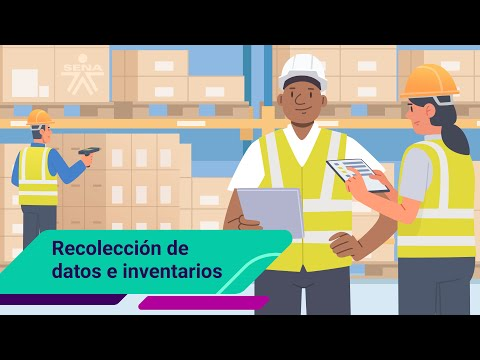 SENA
Recolección de
datos e inventarios